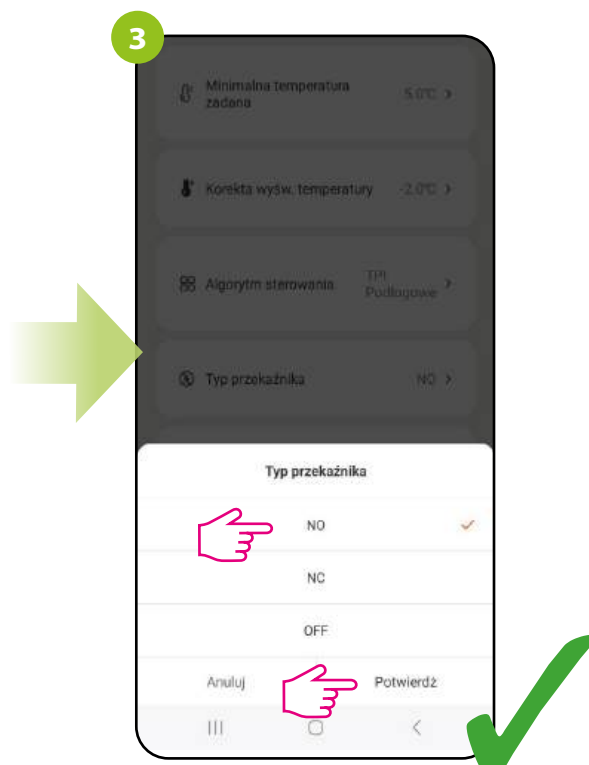 3
Minimalna temperatura
zadana
5.0°C >
Korekta wyśw. temperatury
-2.0°C >
Algorytm sterowania
TPI
Podłogowe >
Typ przekaźnika
NO >
Typ przekaźnika
NO
NC
OFF
Anuluj
Potwierdź